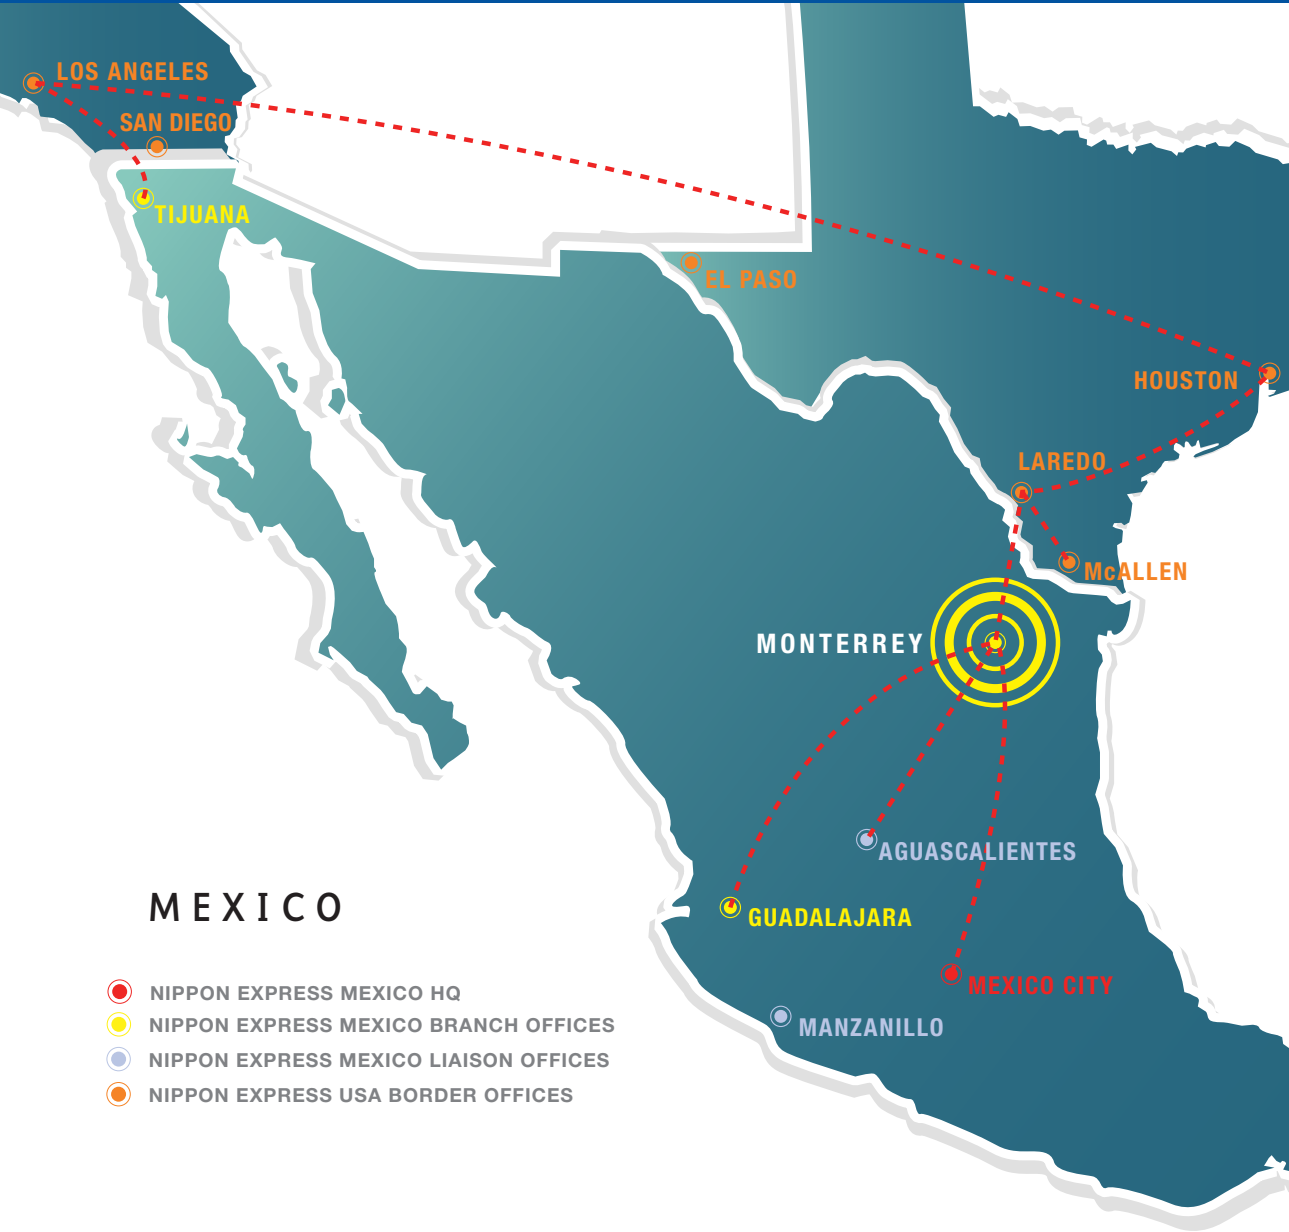 LOS ANGELES
SAN DIEGO
TIJUANA
EL PASO
HOUSTON
LAREDO
McALLEN
MONTERREY
AGUASCALIENTES
GUADALAJARA
MEXICO CITY
MANZANILLO
MEXICO
NIPPON EXPRESS MEXICO HQ
NIPPON EXPRESS MEXICO BRANCH OFFICES
NIPPON EXPRESS MEXICO LIAISON OFFICES
NIPPON EXPRESS USA BORDER OFFICES